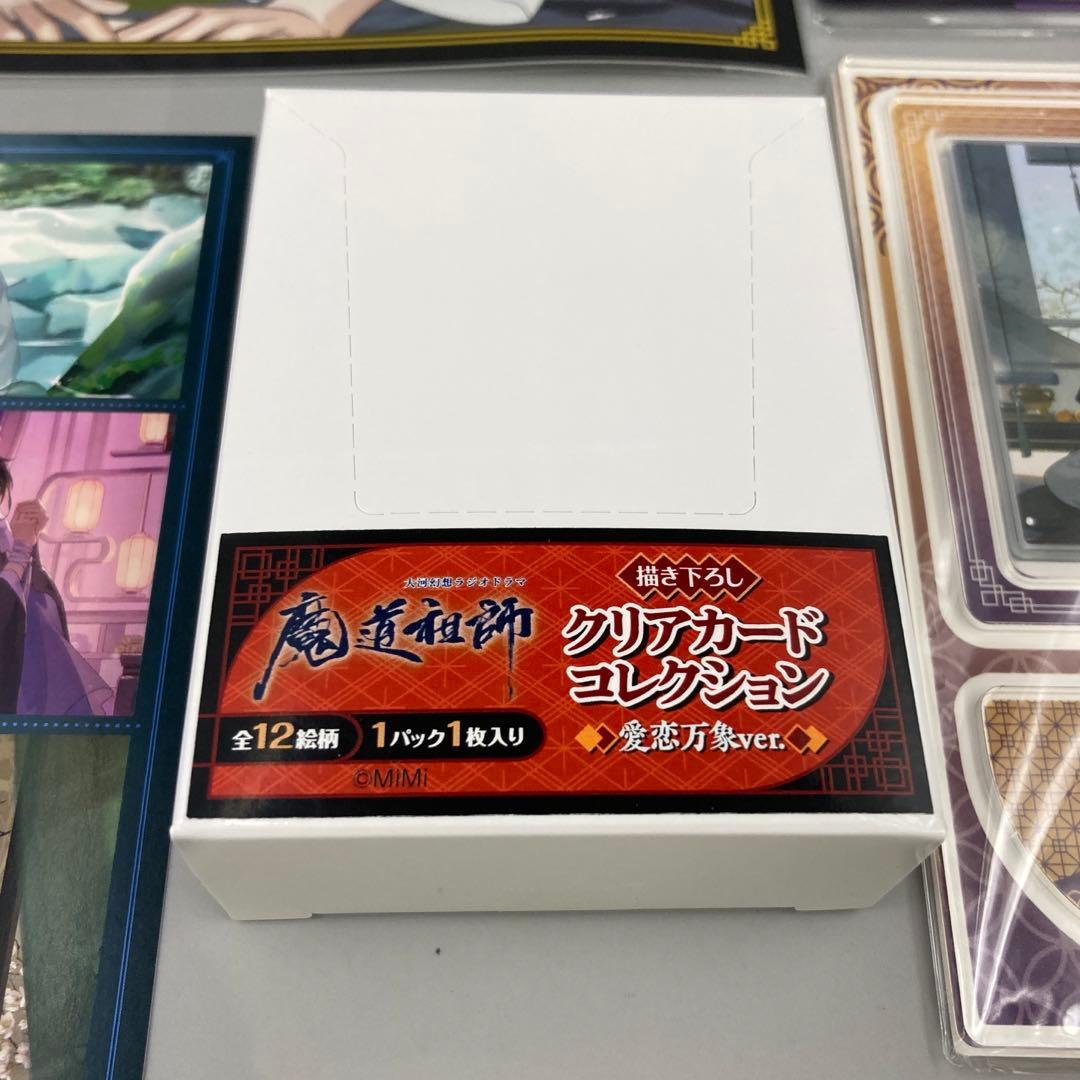 大河幻想ラジオドラマ
魔道祖師
描き下ろし
クリアカード
コレクション
愛恋万象ver.
全12絵柄
1パック1枚入り
©MiMi